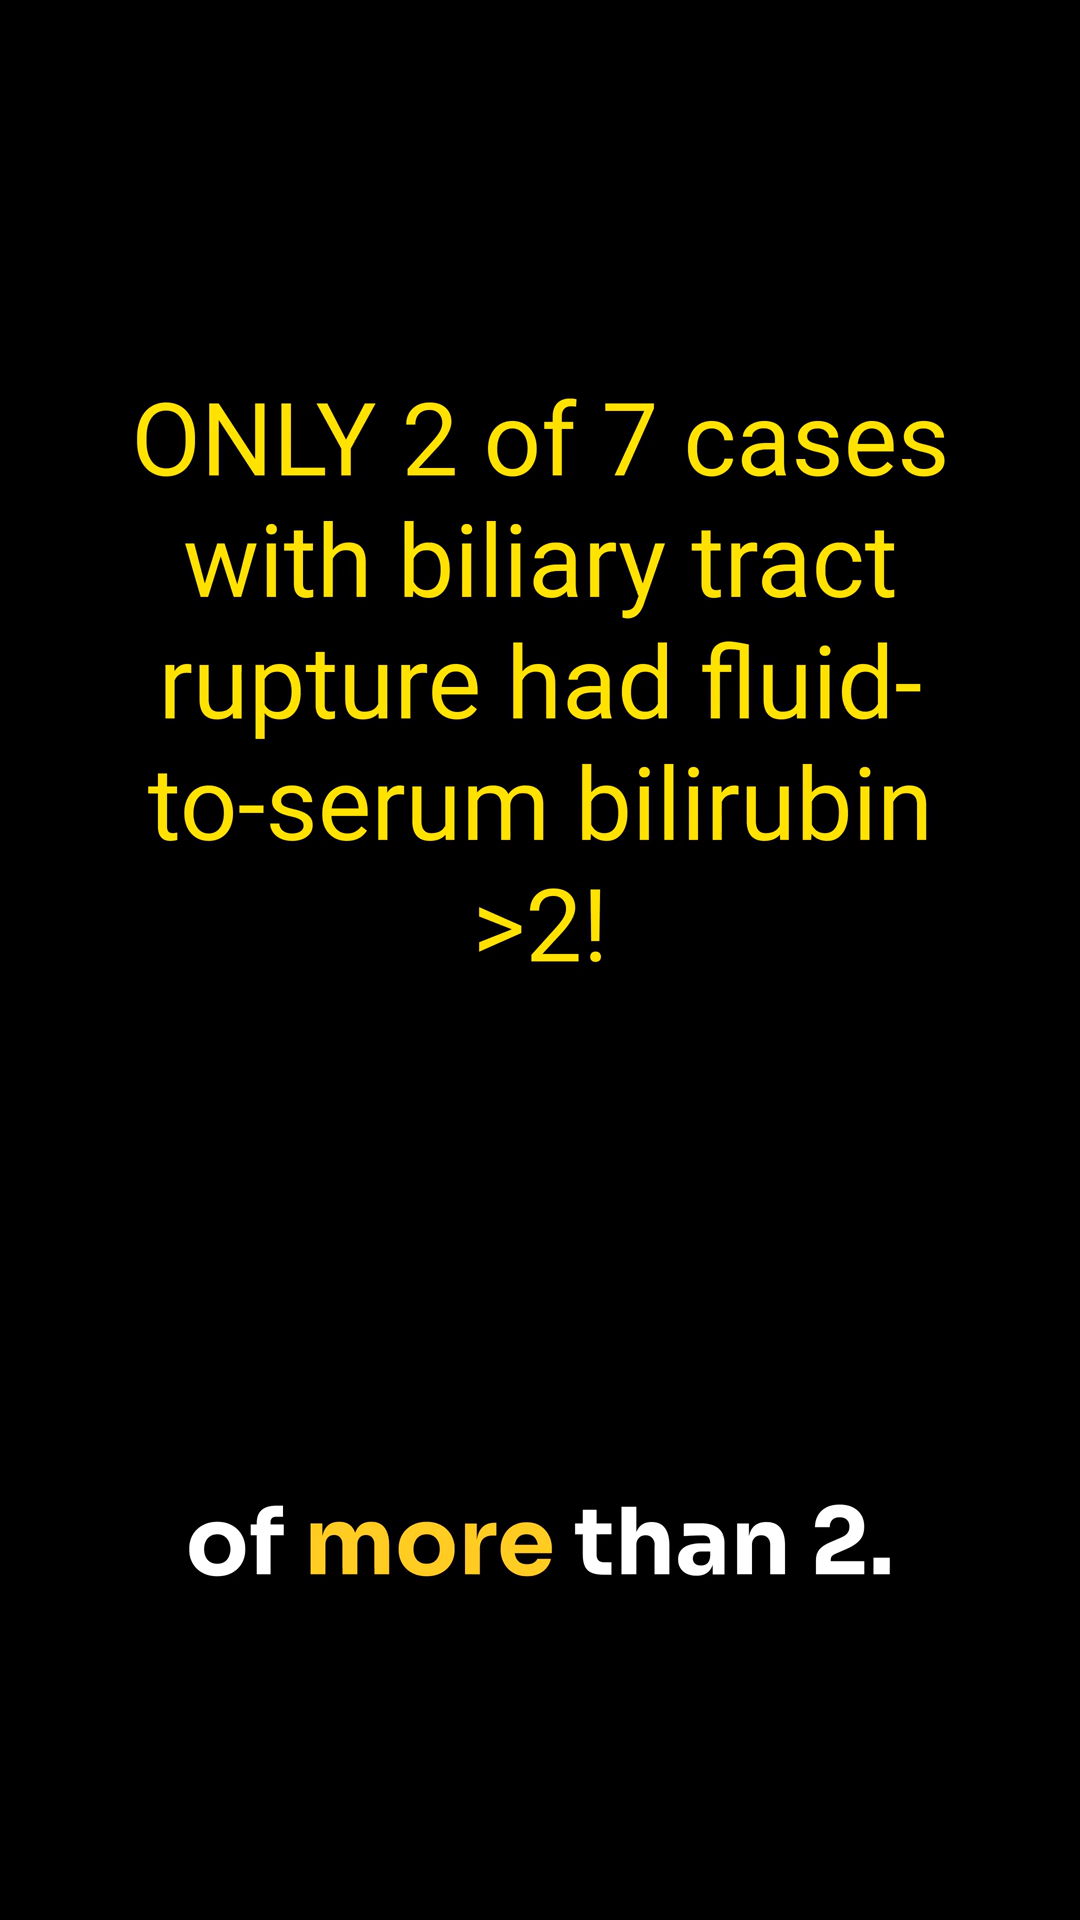 ONLY 2 of 7 cases
with biliary tract
rupture had fluid-
to-serum bilirubin
>2!
of more than 2.